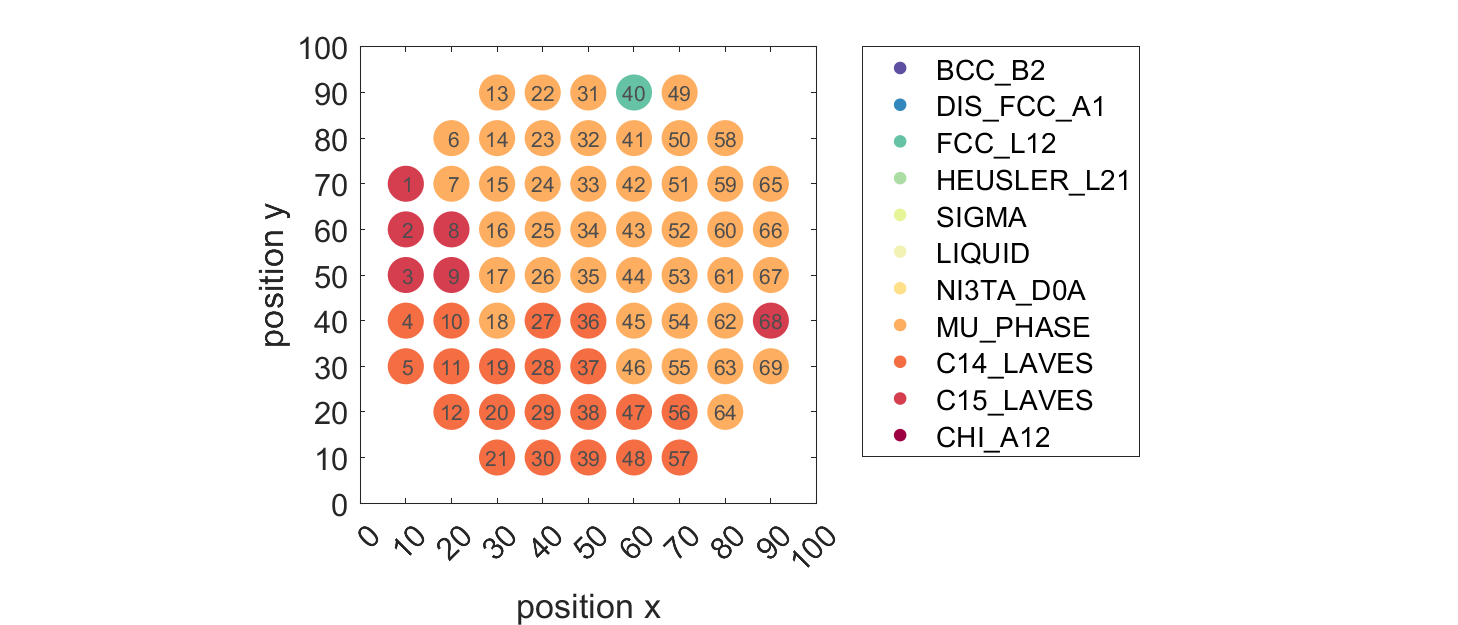 100
90
80
70
60
50
40
30
20
10
0
position y
13 22 31 40 49
6 14 23 32 41 50 58
1 7 15 24 33 42 51 59 65
2 8 16 25 34 43 52 60 66
3 9 17 26 35 44 53 61 67
4 10 18 27 36 45 54 62 68
5 11 19 28 37 46 55 63 69
12 20 29 38 47 56 64
21 30 39 48 57
0 10 20 30 40 50 60 70 80 90 100
position x
BCC_B2
DIS_FCC_A1
FCC_L12
HEUSLER_L21
SIGMA
LIQUID
NI3TA_D0A
MU_PHASE
C14_LAVES
C15_LAVES
CHI_A12